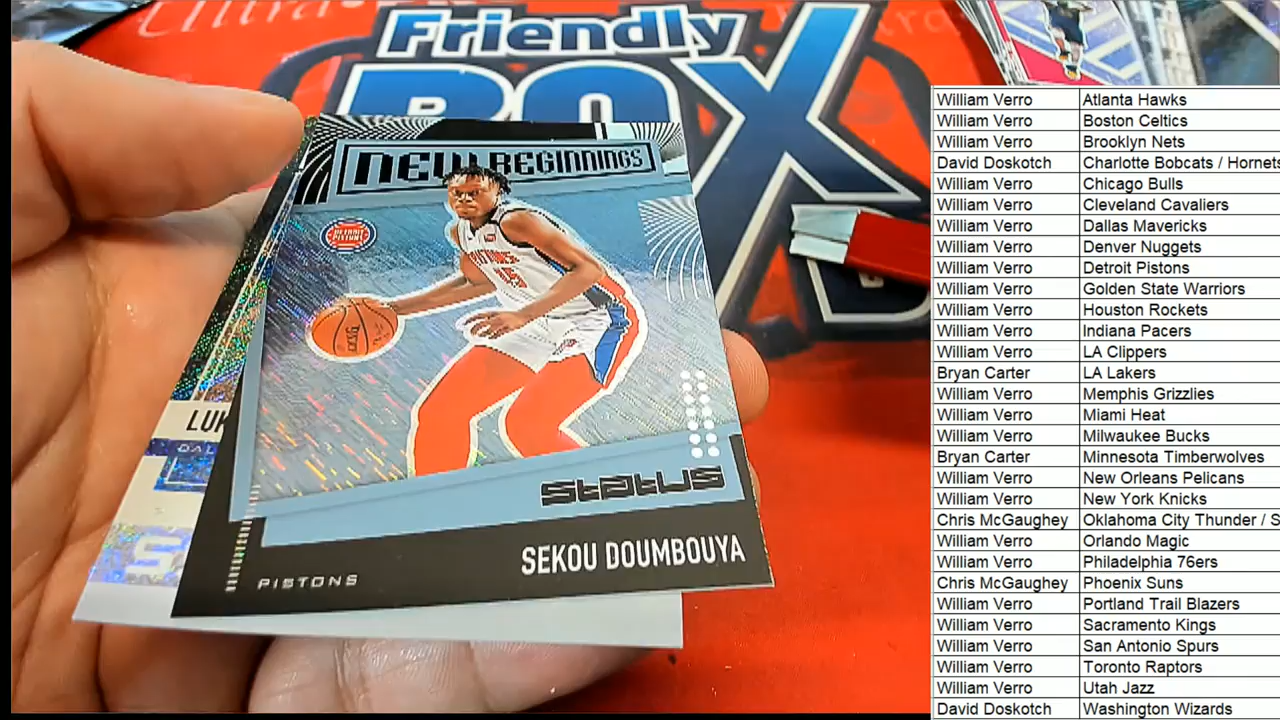 Friendly
BOX
NEW BEGINNINGS
DETROIT
PISTONS
LUK
DAL
STATUS
SEKOU DOUMBOUYA
PISTONS
William Verro Atlanta Hawks
William Verro Boston Celtics
William Verro Brooklyn Nets
David Doskotch Charlotte Bobcats / Hornets
William Verro Chicago Bulls
William Verro Cleveland Cavaliers
William Verro Dallas Mavericks
William Verro Denver Nuggets
William Verro Detroit Pistons
William Verro Golden State Warriors
William Verro Houston Rockets
William Verro Indiana Pacers
William Verro LA Clippers
Bryan Carter LA Lakers
William Verro Memphis Grizzlies
William Verro Miami Heat
William Verro Milwaukee Bucks
Bryan Carter Minnesota Timberwolves
William Verro New Orleans Pelicans
William Verro New York Knicks
Chris McGaughey Oklahoma City Thunder / S
William Verro Orlando Magic
William Verro Philadelphia 76ers
Chris McGaughey Phoenix Suns
William Verro Portland Trail Blazers
William Verro Sacramento Kings
William Verro San Antonio Spurs
William Verro Toronto Raptors
William Verro Utah Jazz
David Doskotch Washington Wizards